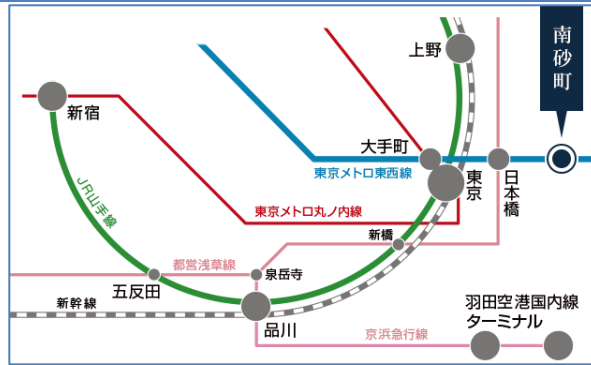 南砂町
上野
新宿
大手町
東京メトロ東西線
東京
日本橋
JR山手線
東京メトロ丸ノ内線
新橋
都営浅草線
泉岳寺
五反田
新幹線
品川
羽田空港国内線
ターミナル
京浜急行線